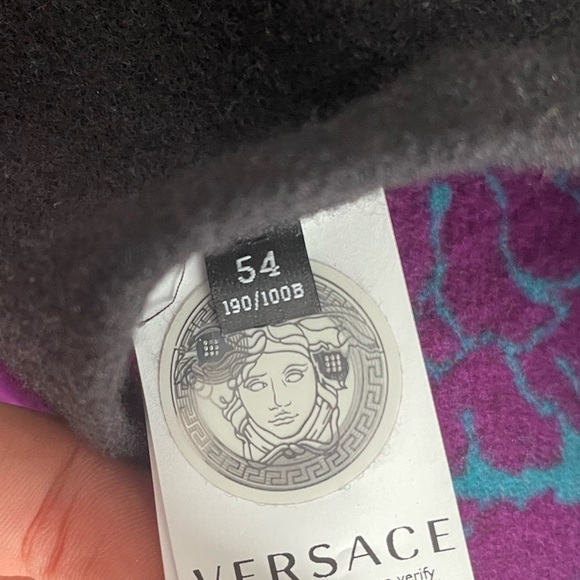 54
190/100B
VERSACE
verify